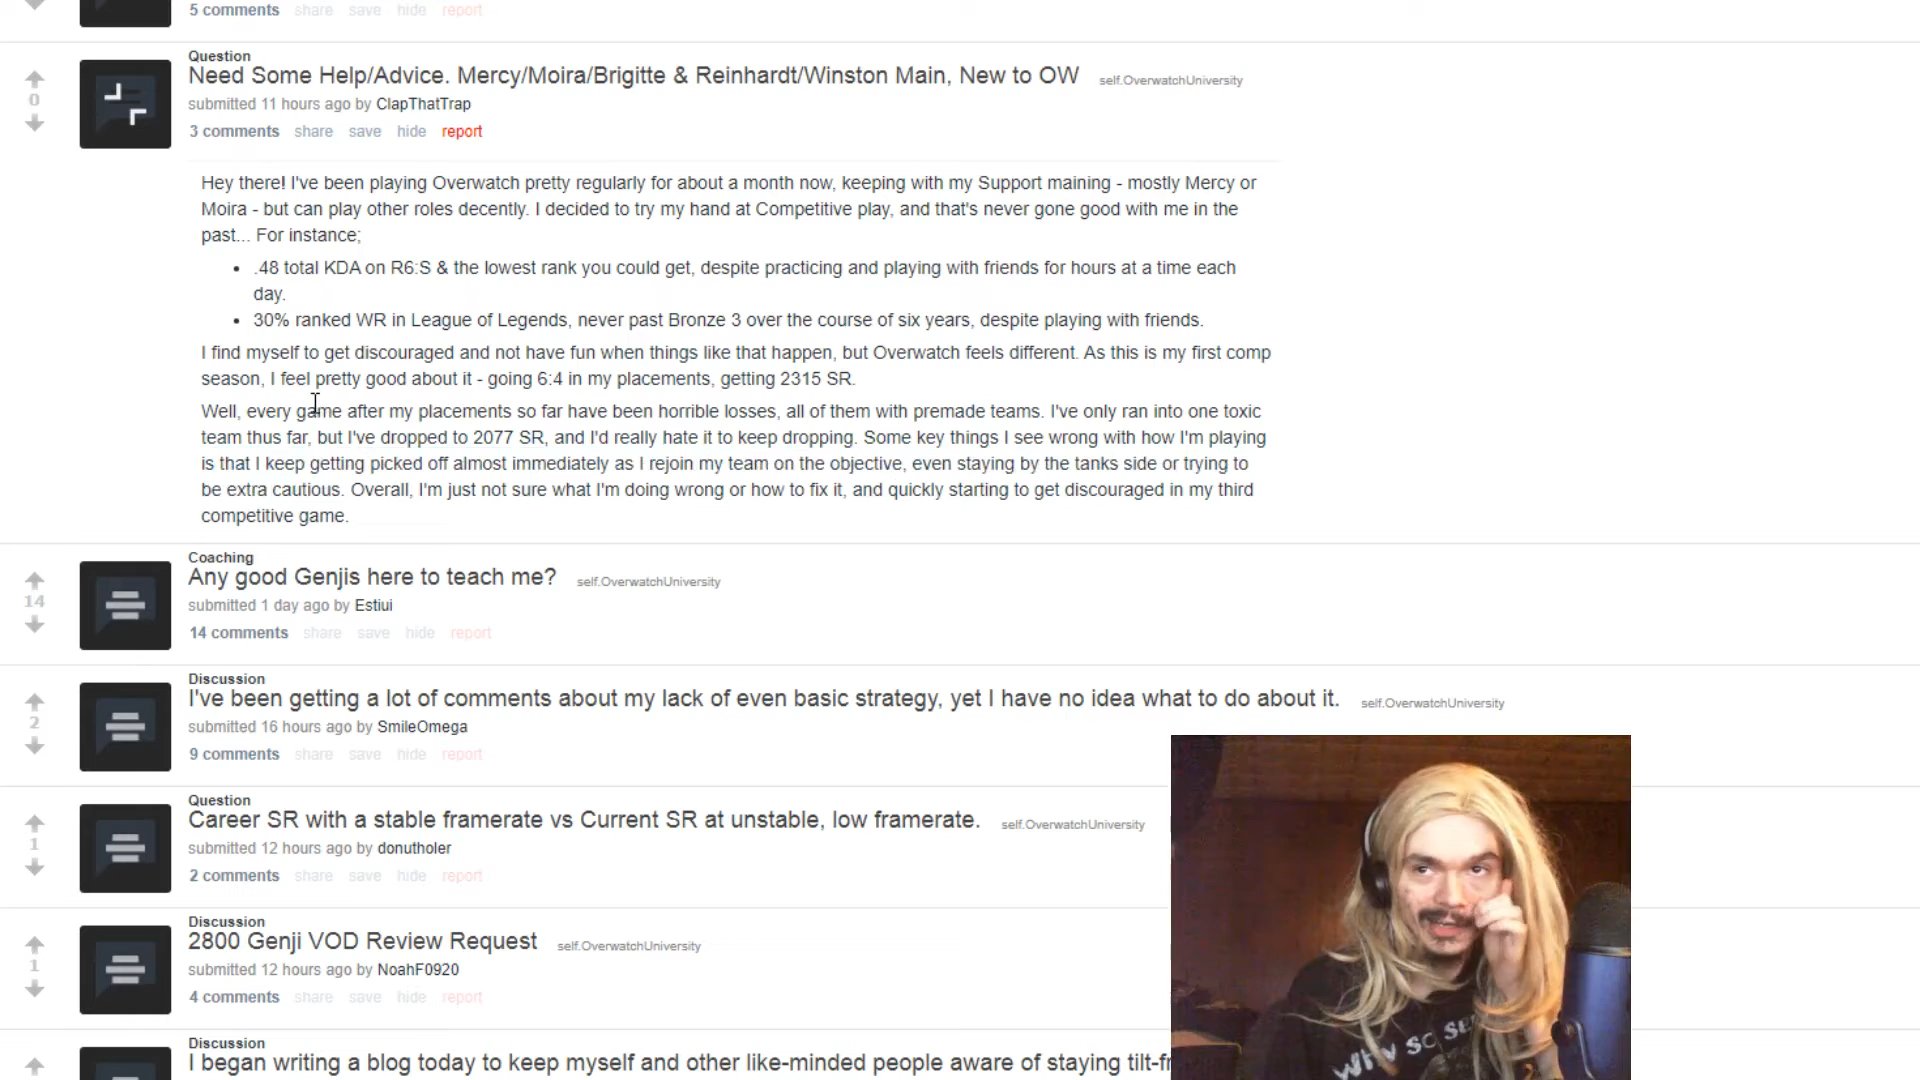 5 comments share save hide report
Question
Need Some Help/Advice. Mercy/Moira/Brigitte & Reinhardt/Winston Main, New to OW self.OverwatchUniversity
submitted 11 hours ago by ClapThatTrap
0
3 comments share save hide report
Hey there! I've been playing Overwatch pretty regularly for about a month now, keeping with my Support maining - mostly Mercy or
Moira - but can play other roles decently. I decided to try my hand at Competitive play, and that's never gone good with me in the
past... For instance;
• .48 total KDA on R6:S & the lowest rank you could get, despite practicing and playing with friends for hours at a time each
day.
• 30% ranked WR in League of Legends, never past Bronze 3 over the course of six years, despite playing with friends.
I find myself to get discouraged and not have fun when things like that happen, but Overwatch feels different. As this is my first comp
season, I feel pretty good about it - going 6:4 in my placements, getting 2315 SR.
Well, every game after my placements so far have been horrible losses, all of them with premade teams. I've only ran into one toxic
team thus far, but I've dropped to 2077 SR, and I'd really hate it to keep dropping. Some key things I see wrong with how I'm playing
is that I keep getting picked off almost immediately as I rejoin my team on the objective, even staying by the tanks side or trying to
be extra cautious. Overall, I'm just not sure what I'm doing wrong or how to fix it, and quickly starting to get discouraged in my third
competitive game.
Coaching
Any good Genjis here to teach me? self.OverwatchUniversity
14
submitted 1 day ago by Estiui
14 comments share save hide report
Discussion
I've been getting a lot of comments about my lack of even basic strategy, yet I have no idea what to do about it. self.OverwatchUniversity
2
submitted 16 hours ago by SmileOmega
9 comments share save hide report
Question
Career SR with a stable framerate vs Current SR at unstable, low framerate. self.OverwatchUniversity
1
submitted 12 hours ago by donutholer
2 comments share save hide report
Discussion
2800 Genji VOD Review Request self.OverwatchUniversity
1
submitted 12 hours ago by NoahF0920
4 comments share save hide report
Discussion
I began writing a blog today to keep myself and other like-minded people aware of staying tilt-fr
why so